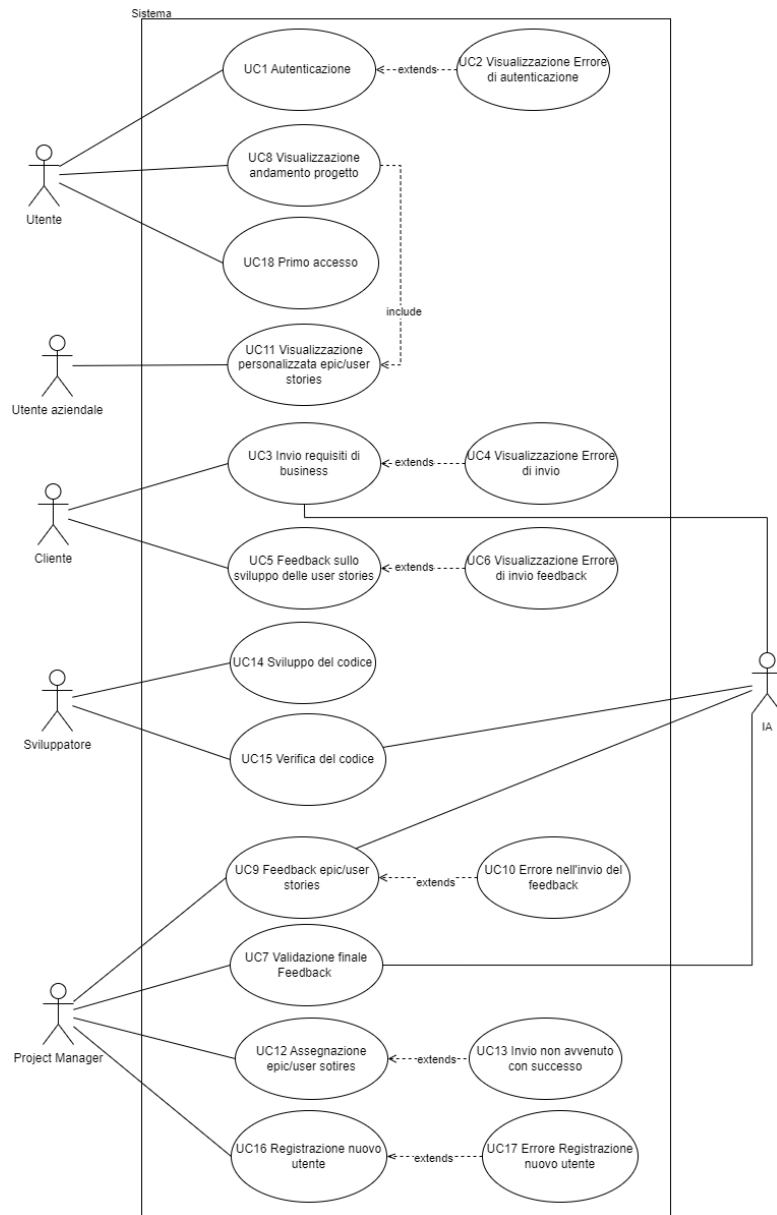 Sistema
UC1 Autenticazione
extends
UC2 Visualizzazione Errore
di autenticazione
UC8 Visualizzazione
andamento progetto
Utente
UC18 Primo accesso
include
UC11 Visualizzazione
personalizzata epic/user
stories
Utente aziendale
UC3 Invio requisiti di
business
extends
UC4 Visualizzazione Errore
di invio
Cliente
UC5 Feedback sullo
sviluppo delle user stories
extends
UC6 Visualizzazione Errore
di invio feedback
UC14 Sviluppo del codice
Sviluppatore
UC15 Verifica del codice
IA
UC9 Feedback epic/user
stories
extends
UC10 Errore nell'invio del
feedback
UC7 Validazione finale
Feedback
Project Manager
UC12 Assegnazione
epic/user sotires
extends
UC13 Invio non avvenuto
con successo
UC16 Registrazione nuovo
utente
extends
UC17 Errore Registrazione
nuovo utente